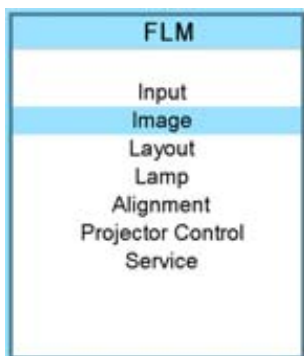 FLM
Input
Image
Layout
Lamp
Alignment
Projector Control
Service